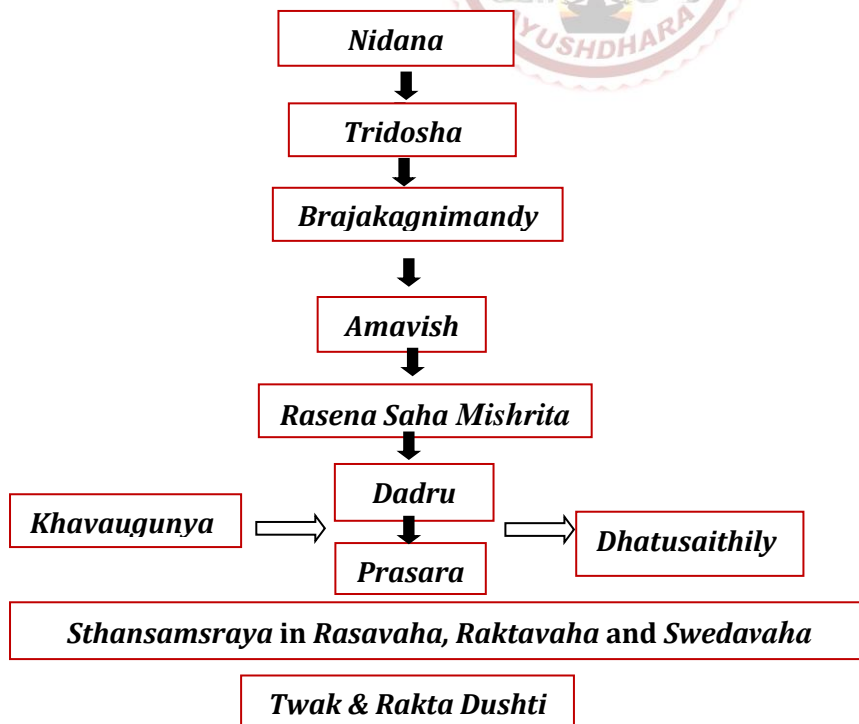 AYUSHDHARA
Nidana
Tridosha
Brajakagnimandy
Amavish
Rasena Saha Mishrita
Dadru
Khavaugunya
Dhatusaithily
Prasara
Sthansamsraya in Rasavaha, Raktavaha and Swedavaha
Twak & Rakta Dushti